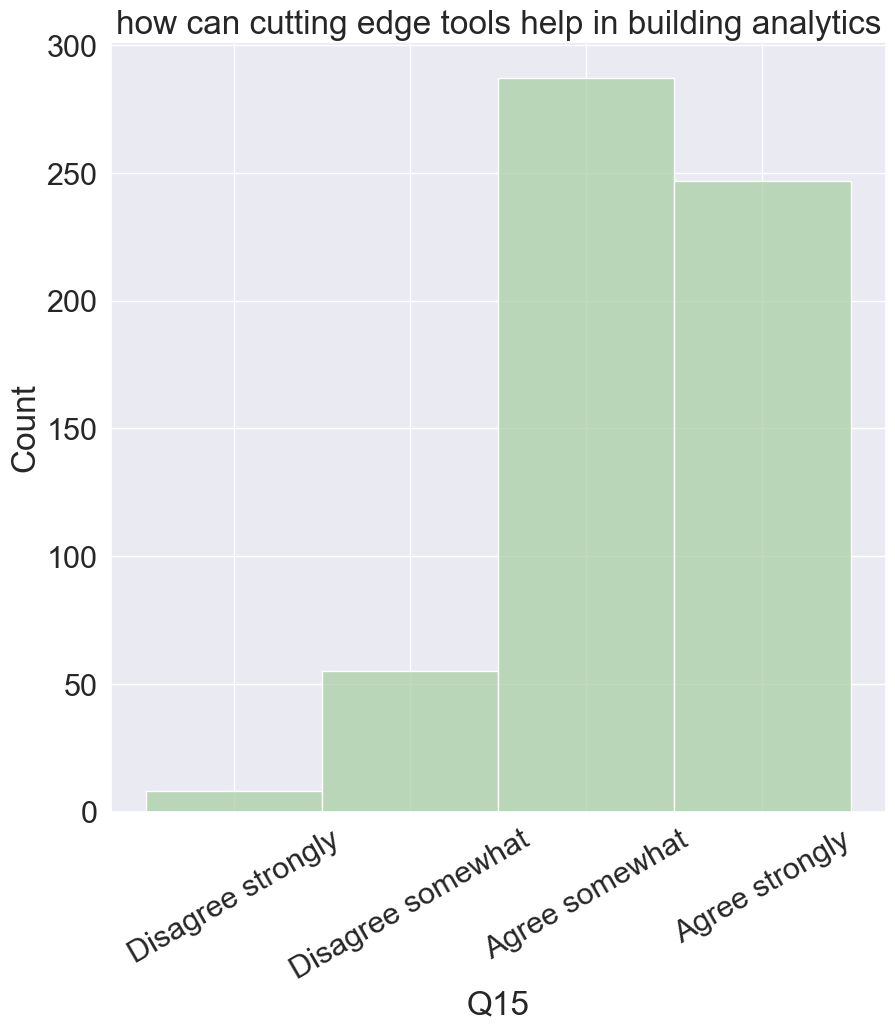 how can cutting edge tools help in building analytics
300
250
200
150
100
50
0
Count
Disagree strongly
Disagree somewhat
Agree somewhat
Agree strongly
Q15